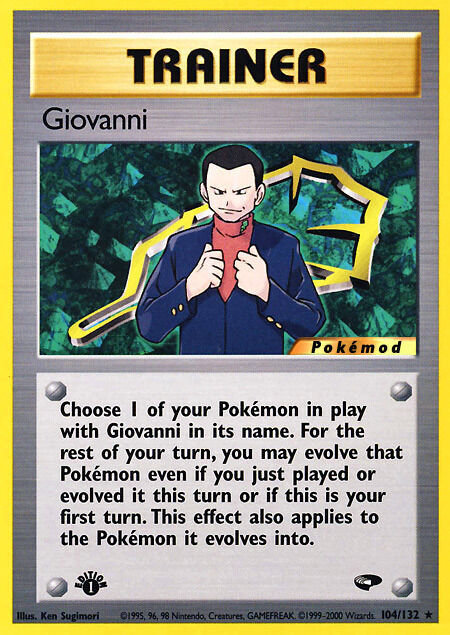 TRAINER
Giovanni
Pokémod
Choose 1 of your Pokémon in play
with Giovanni in its name. For the
rest of your turn, you may evolve that
Pokémon even if you just played or
evolved it this turn or if this is your
first turn. This effect also applies to
the Pokémon it evolves into.
EDITION
1
Illus. Ken Sugimori ©1995, 96, 98 Nintendo, Creatures, GAMEFREAK. ©1999-2000 Wizards. 104/132 ★